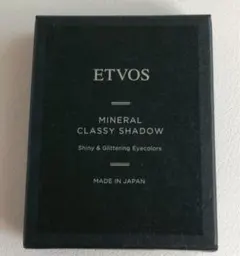 ETVOS
MINERAL
CLASSY SHADOW
Shiny & Glittering Eyecolors
MADE IN JAPAN